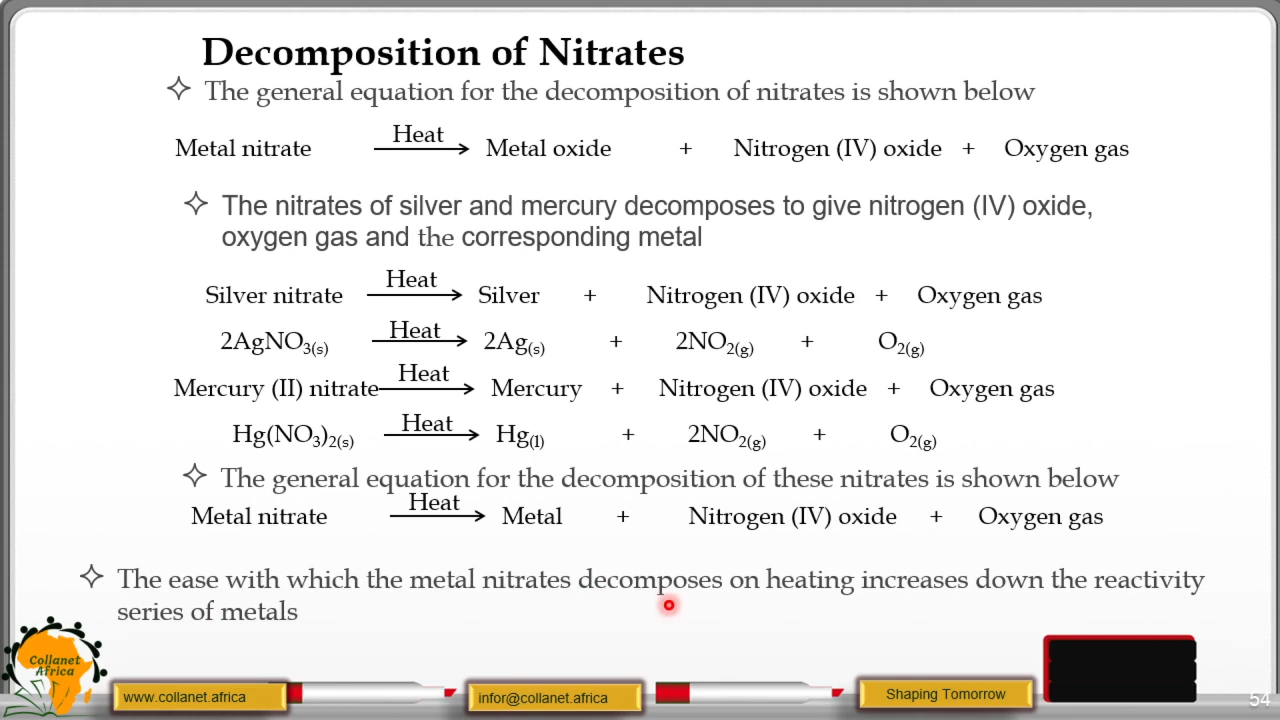 Decomposition of Nitrates
The general equation for the decomposition of nitrates is shown below
Metal nitrate Heat Metal oxide + Nitrogen (IV) oxide + Oxygen gas
The nitrates of silver and mercury decomposes to give nitrogen (IV) oxide,
oxygen gas and the corresponding metal
Silver nitrate Heat Silver + Nitrogen (IV) oxide + Oxygen gas
2AgNO3(s) Heat 2Ag(s) + 2NO2(g) + O2(g)
Mercury (II) nitrate Heat Mercury + Nitrogen (IV) oxide + Oxygen gas
Hg(NO3)2(s) Heat Hg(l) + 2NO2(g) + O2(g)
The general equation for the decomposition of these nitrates is shown below
Metal nitrate Heat Metal + Nitrogen (IV) oxide + Oxygen gas
The ease with which the metal nitrates decomposes on heating increases down the reactivity
series of metals
Collanet
Africa
www.collanet.africa
infor@collanet.africa
Shaping Tomorrow
54